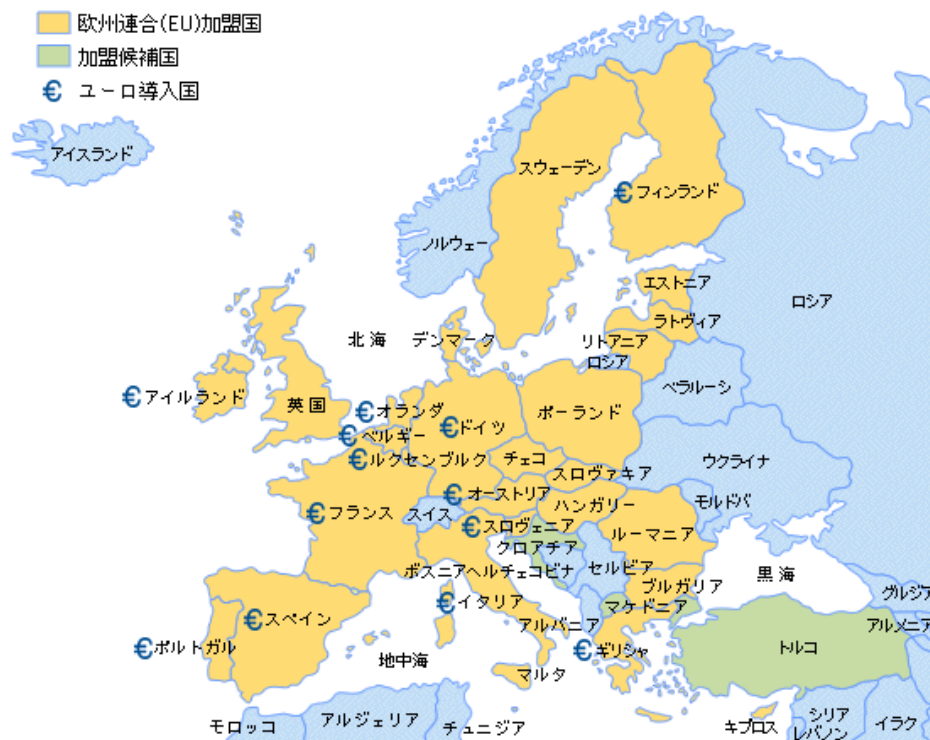 欧州連合(EU)加盟国
加盟候補国
€ ユーロ導入国
アイスランド
スウェーデン
€フィンランド
ノルウェー
エストニア
ロシア
ラトヴィア
北海
デンマーク
リトアニア
ロシア
ベラルーシ
€アイルランド
英国
€オランダ
€ドイツ
ポーランド
€ベルギー
€ルクセンブルク
チェコ
スロヴァキア
ウクライナ
€オーストリア
ハンガリー
モルドバ
€フランス
スイス
€スロヴェニア
ルーマニア
クロアチア
ボスニアヘルチェコビナ
セルビア
ブルガリア
黒海
グルジア
€イタリア
マケドニア
アルメニア
€スペイン
アルバニア
€ポルトガル
€ギリシャ
トルコ
地中海
マルタ
モロッコ
アルジェリア
チュニジア
キプロス
シリア
レバノン
イラク